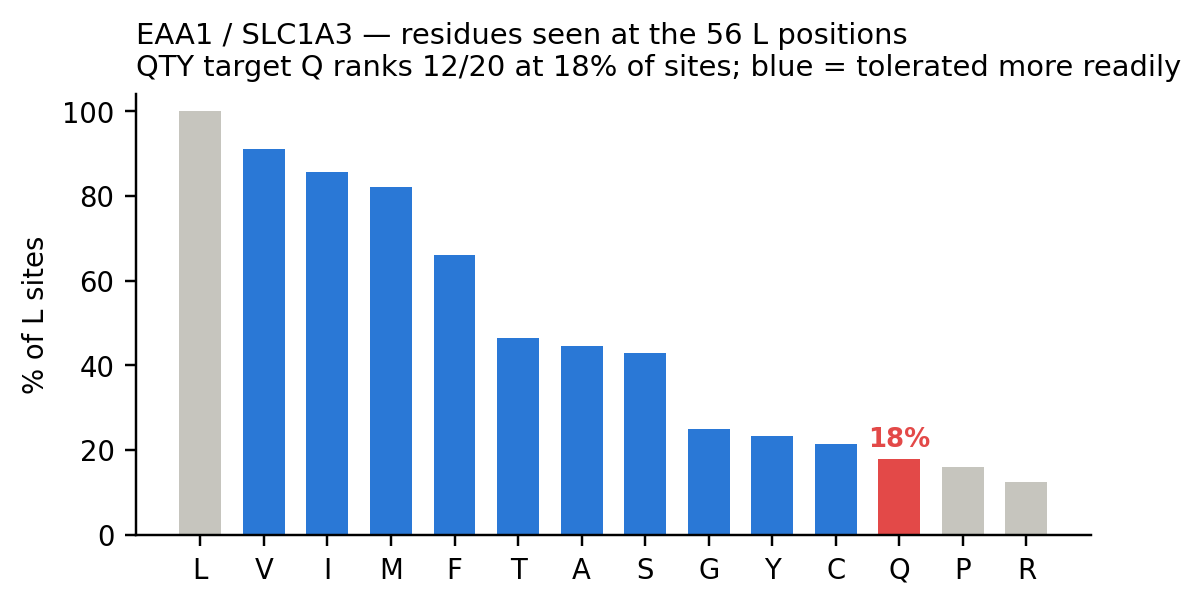 EAA1 / SLC1A3 — residues seen at the 56 L positions
QTY target Q ranks 12/20 at 18% of sites; blue = tolerated more readily
% of L sites
100
80
60
40
20
0
18%
L V I M F T A S G Y C Q P R